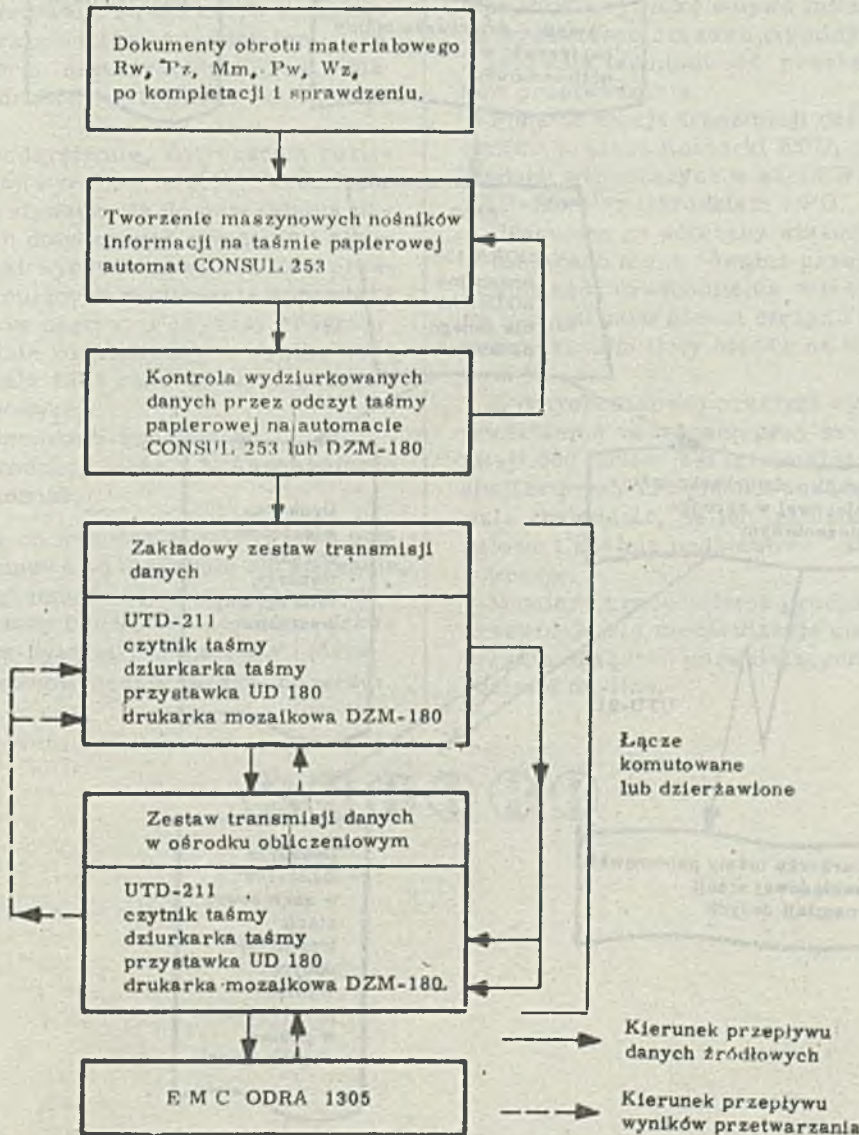 Dokumenty obrotu materiałowego
Rw, Pz, Mm, Pw, Wz,
po kompletacji i sprawdzeniu.
Tworzenie maszynowych nośników
informacji na taśmie papierowej
automat CONSUL 253
Kontrola wydziurkowanych
danych przez odczyt taśmy
papierowej na automacie
CONSUL 253 lub DZM-180
Zakładowy zestaw transmisji
danych
UTD-211
czytnik taśmy
dziurkarka taśmy
przystawka UD 180
drukarka mozaikowa DZM-180
Łącze
komutowane
lub dzierżawione
Zestaw transmisji danych
w ośrodku obliczeniowym
UTD-211
czytnik taśmy
dziurkarka taśmy
przystawka UD 180
drukarka mozaikowa DZM-180.
Kierunek przepływu
danych źródłowych
E M C ODRA 1305
Kierunek przepływu
wyników przetwarzania